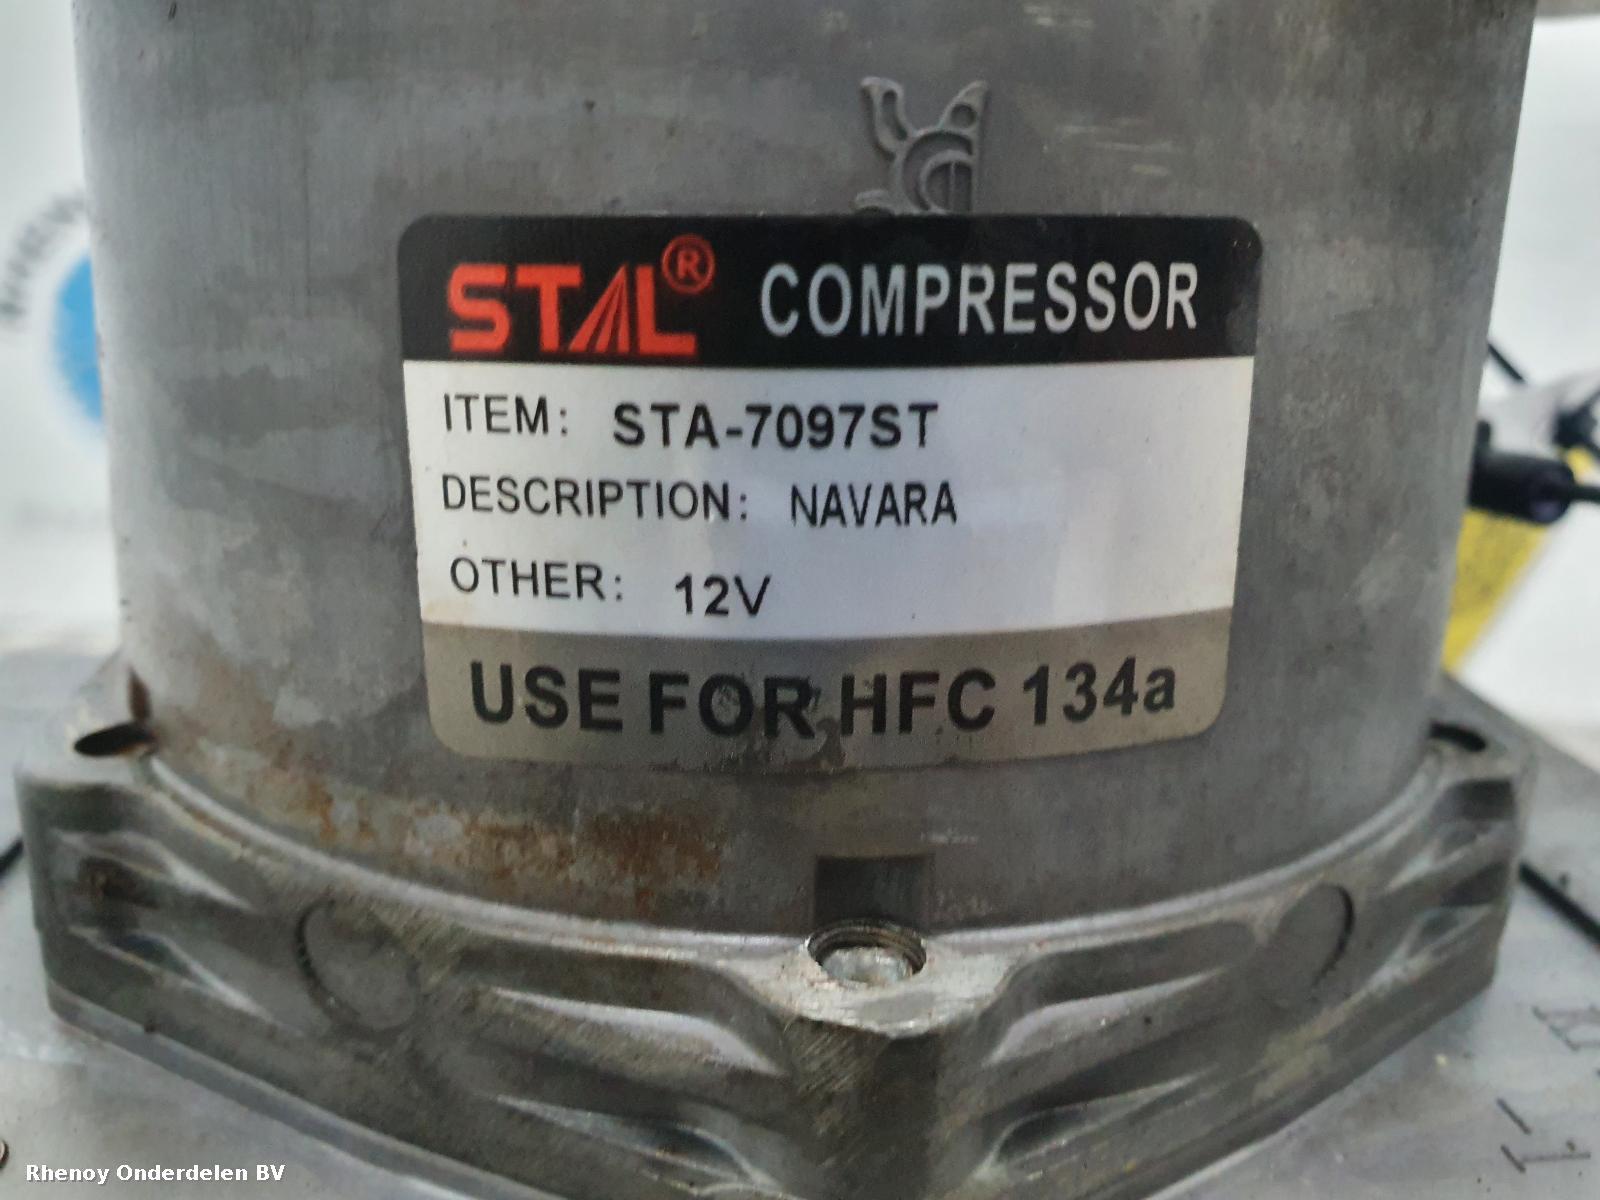 STAL® COMPRESSOR
ITEM: STA-7097ST
DESCRIPTION: NAVARA
OTHER: 12V
USE FOR HFC 134a
Rhenoy Onderdelen BV